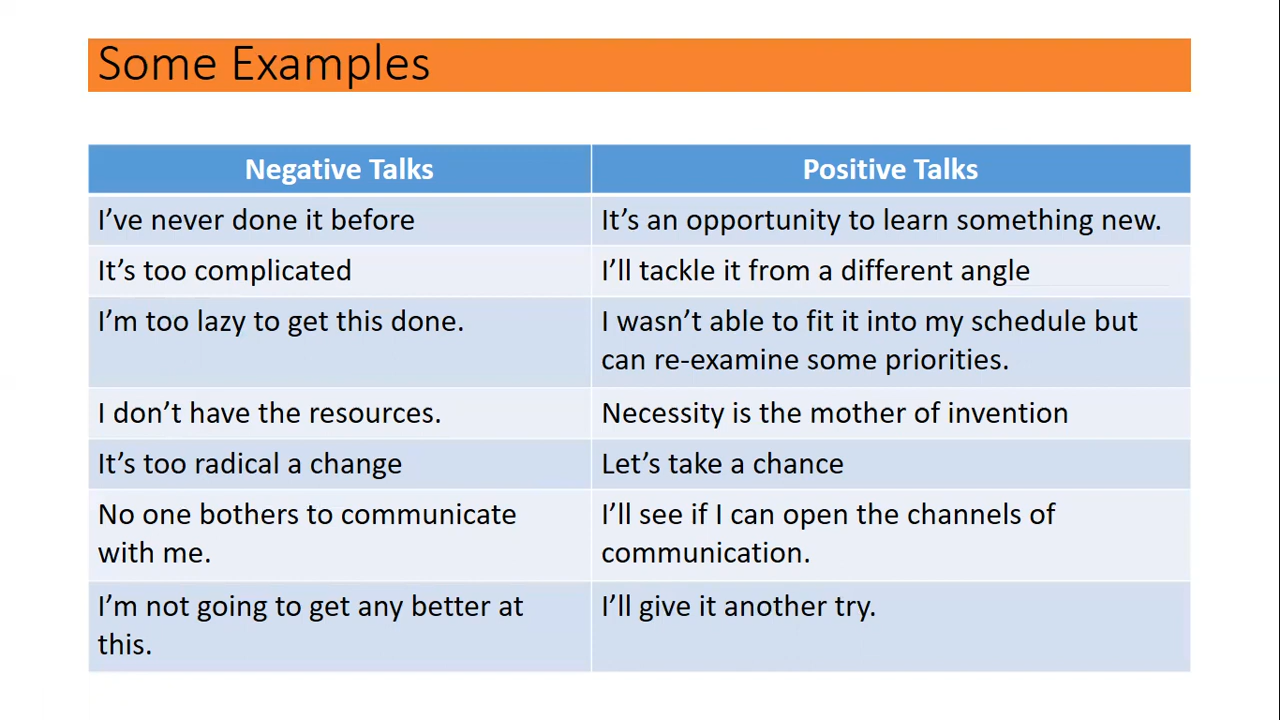 Some Examples
Negative Talks
Positive Talks
I’ve never done it before
It’s an opportunity to learn something new.
It’s too complicated
I’ll tackle it from a different angle
I’m too lazy to get this done.
I wasn’t able to fit it into my schedule but
can re-examine some priorities.
I don’t have the resources.
Necessity is the mother of invention
It’s too radical a change
Let’s take a chance
No one bothers to communicate
with me.
I’ll see if I can open the channels of
communication.
I’m not going to get any better at
this.
I’ll give it another try.